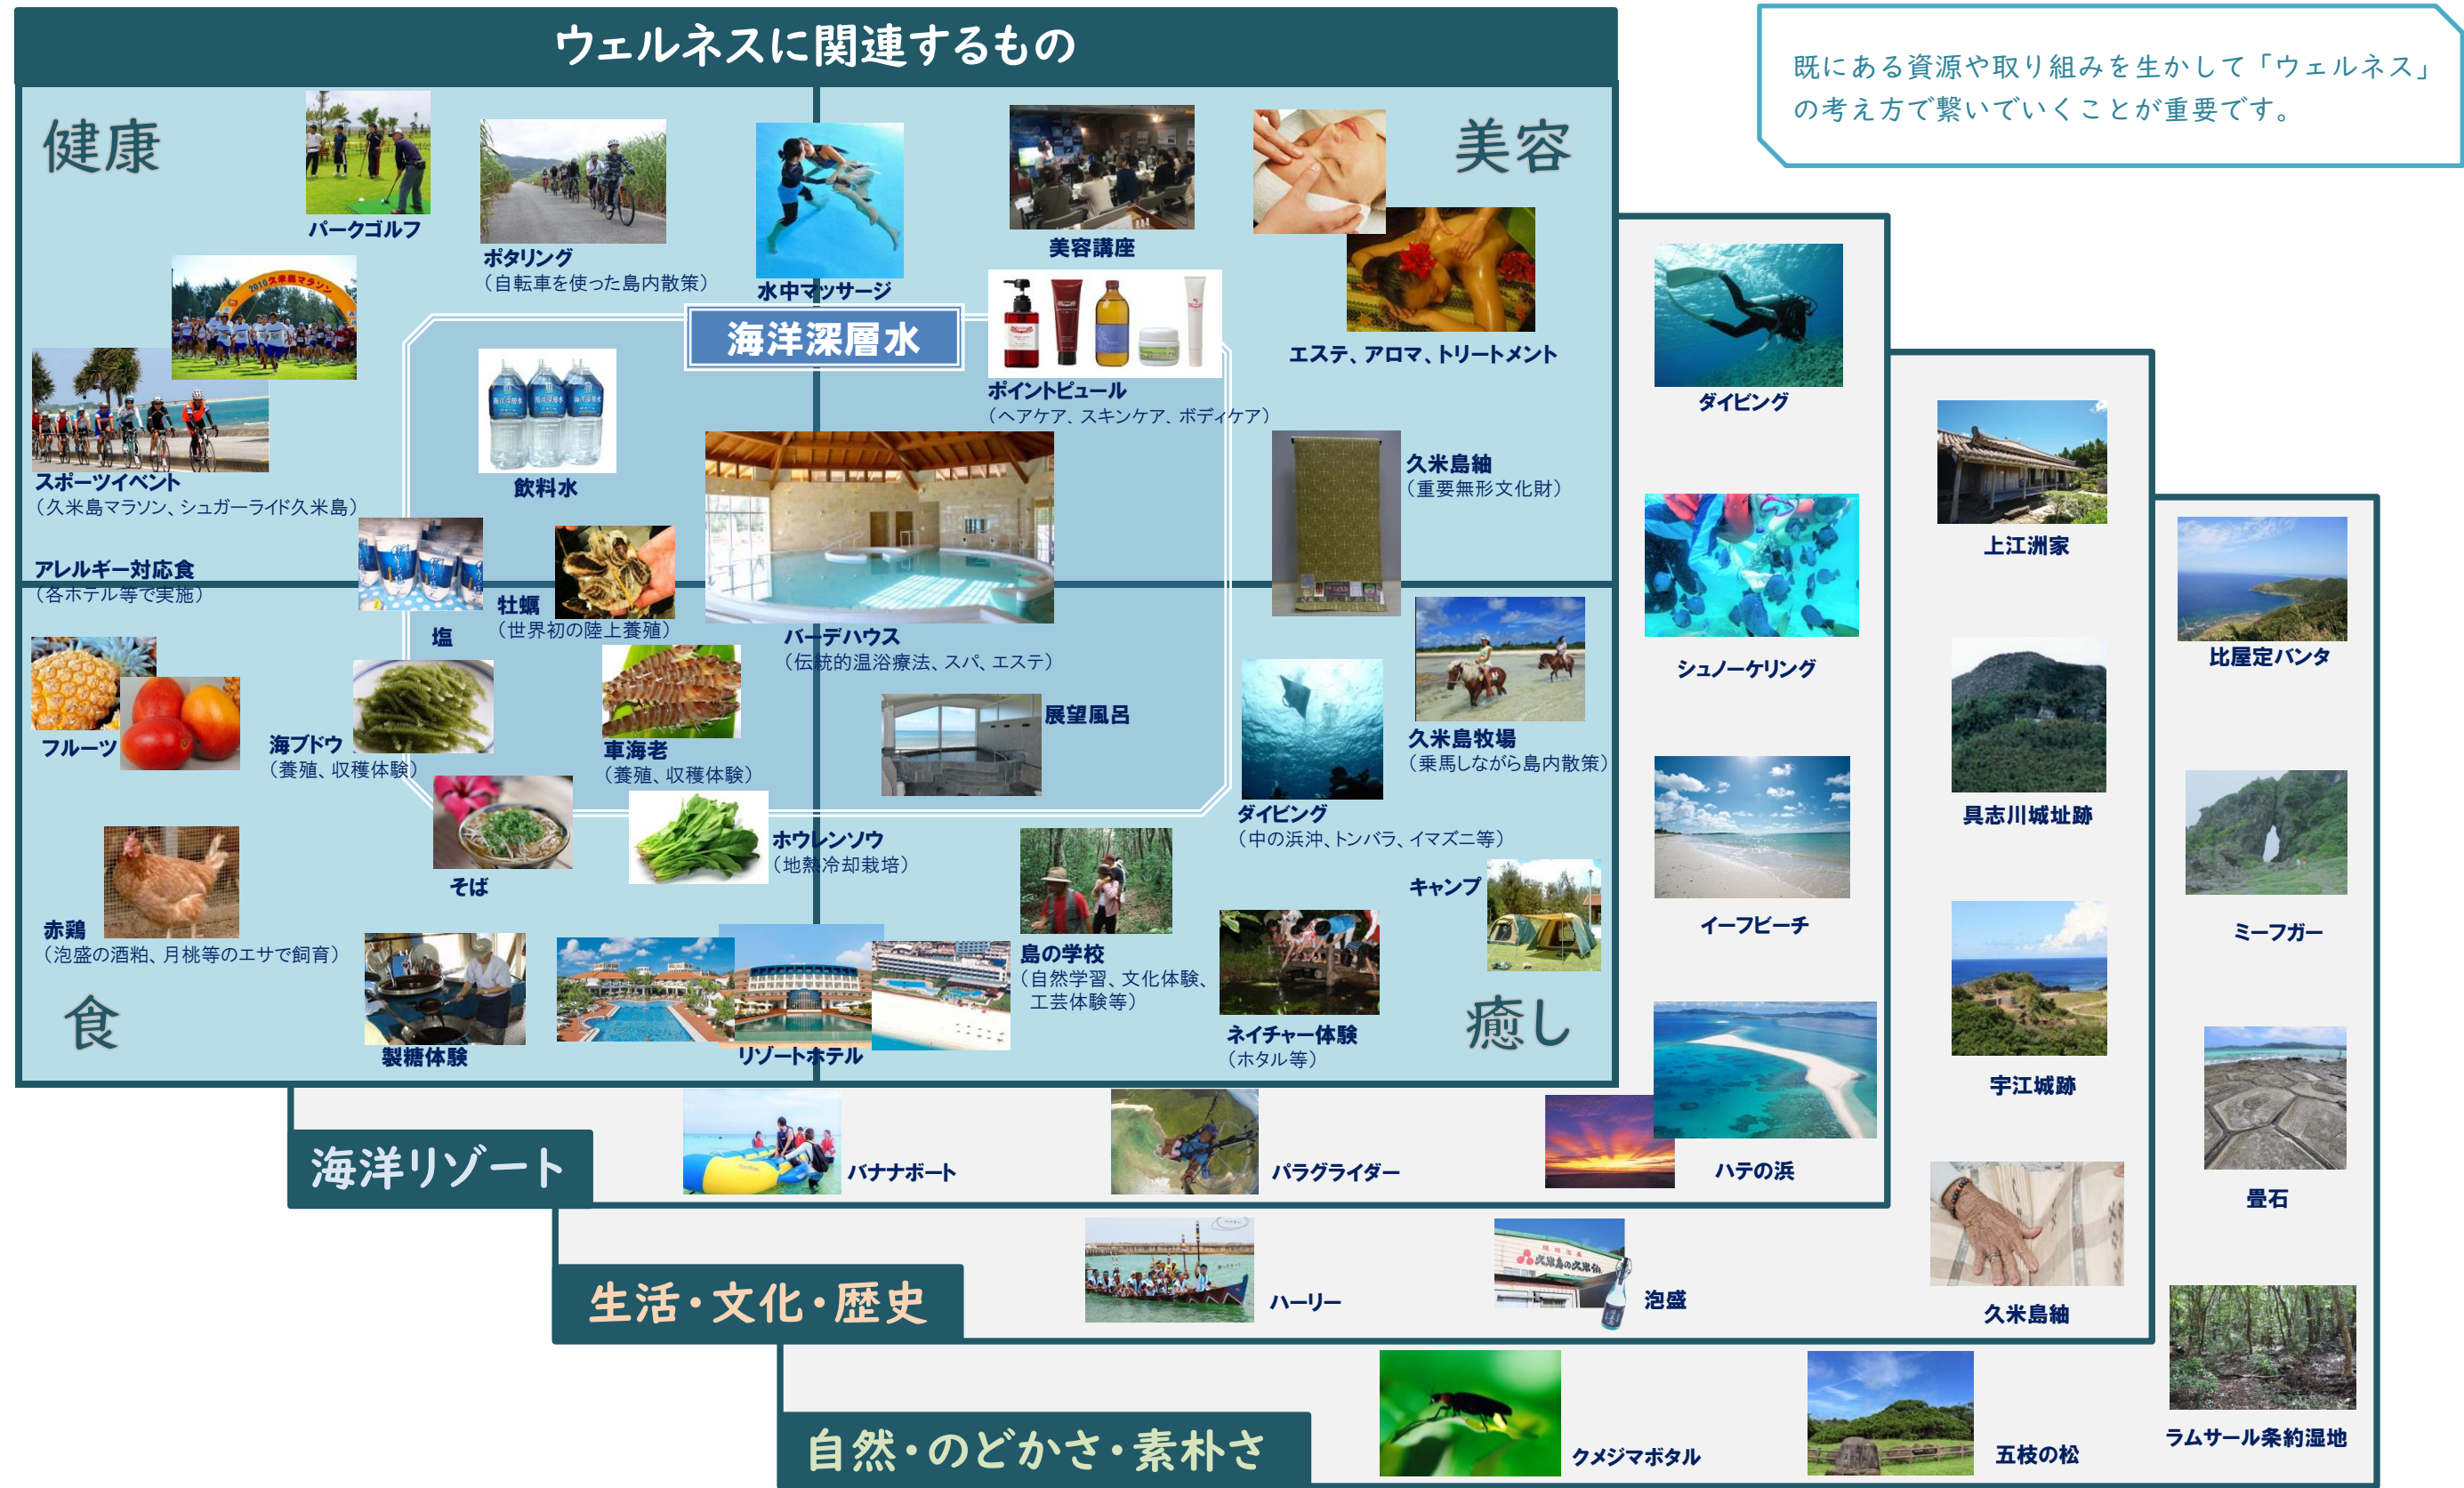 ウェルネスに関連するもの
既にある資源や取り組みを生かして「ウェルネス」
の考え方で繋いでいくことが重要です。
健康
パークゴルフ
ポタリング
（自転車を使った島内散策）
水中マッサージ
2010久米島マラソン
スポーツイベント
（久米島マラソン、シュガーライド久米島）
アレルギー対応食
（各ホテル等で実施）
美容
美容講座
エステ、アロマ、トリートメント
ポイントピュール
（ヘアケア、スキンケア、ボディケア）
久米島紬
（重要無形文化財）
海洋深層水
海洋深層水
飲料水
塩
牡蠣
（世界初の陸上養殖）
バーデハウス
（伝統的温浴療法、スパ、エステ）
展望風呂
フルーツ
海ブドウ
（養殖、収穫体験）
車海老
（養殖、収穫体験）
そば
ホウレンソウ
（地熱冷却栽培）
赤鶏
（泡盛の酒粕、月桃等のエサで飼育）
食
製糖体験
リゾートホテル
久米島牧場
（乗馬しながら島内散策）
ダイビング
（中の浜沖、トンバラ、イマズニ等）
キャンプ
島の学校
（自然学習、文化体験、
工芸体験等）
ネイチャー体験
（ホタル等）
癒し
ダイビング
シュノーケリング
イーフビーチ
ハテの浜
海洋リゾート
バナナボート
パラグライダー
上江洲家
具志川城址跡
宇江城跡
久米島紬
生活・文化・歴史
ハーリー
久米島の久米仙
泡盛
比屋定バンタ
ミーフガー
畳石
ラムサール条約湿地
自然・のどかさ・素朴さ
クメジマボタル
五枝の松